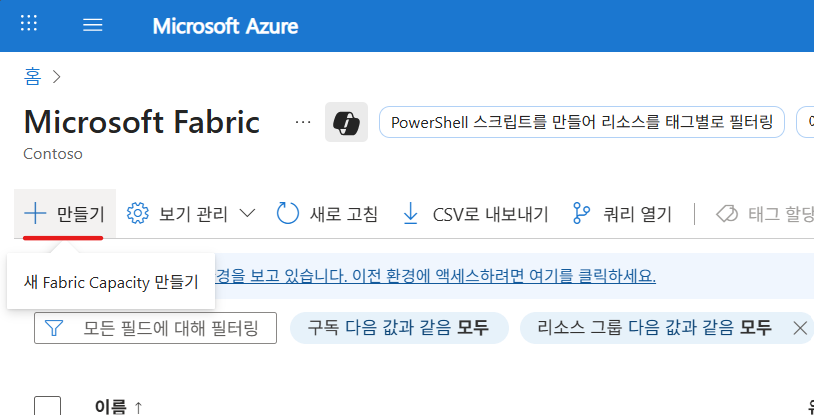 Microsoft Azure
홈 >
Microsoft Fabric ...
PowerShell 스크립트를 만들어 리소스를 태그별로 필터링
Contoso
만들기 보기 관리 새로 고침 CSV로 내보내기 쿼리 열기 태그 할당
새 Fabric Capacity 만들기
경을 보고 있습니다. 이전 환경에 액세스하려면 여기를 클릭하세요.
모든 필드에 대해 필터링 구독 다음 값과 같음 모두 리소스 그룹 다음 값과 같음 모두
이름 ↑